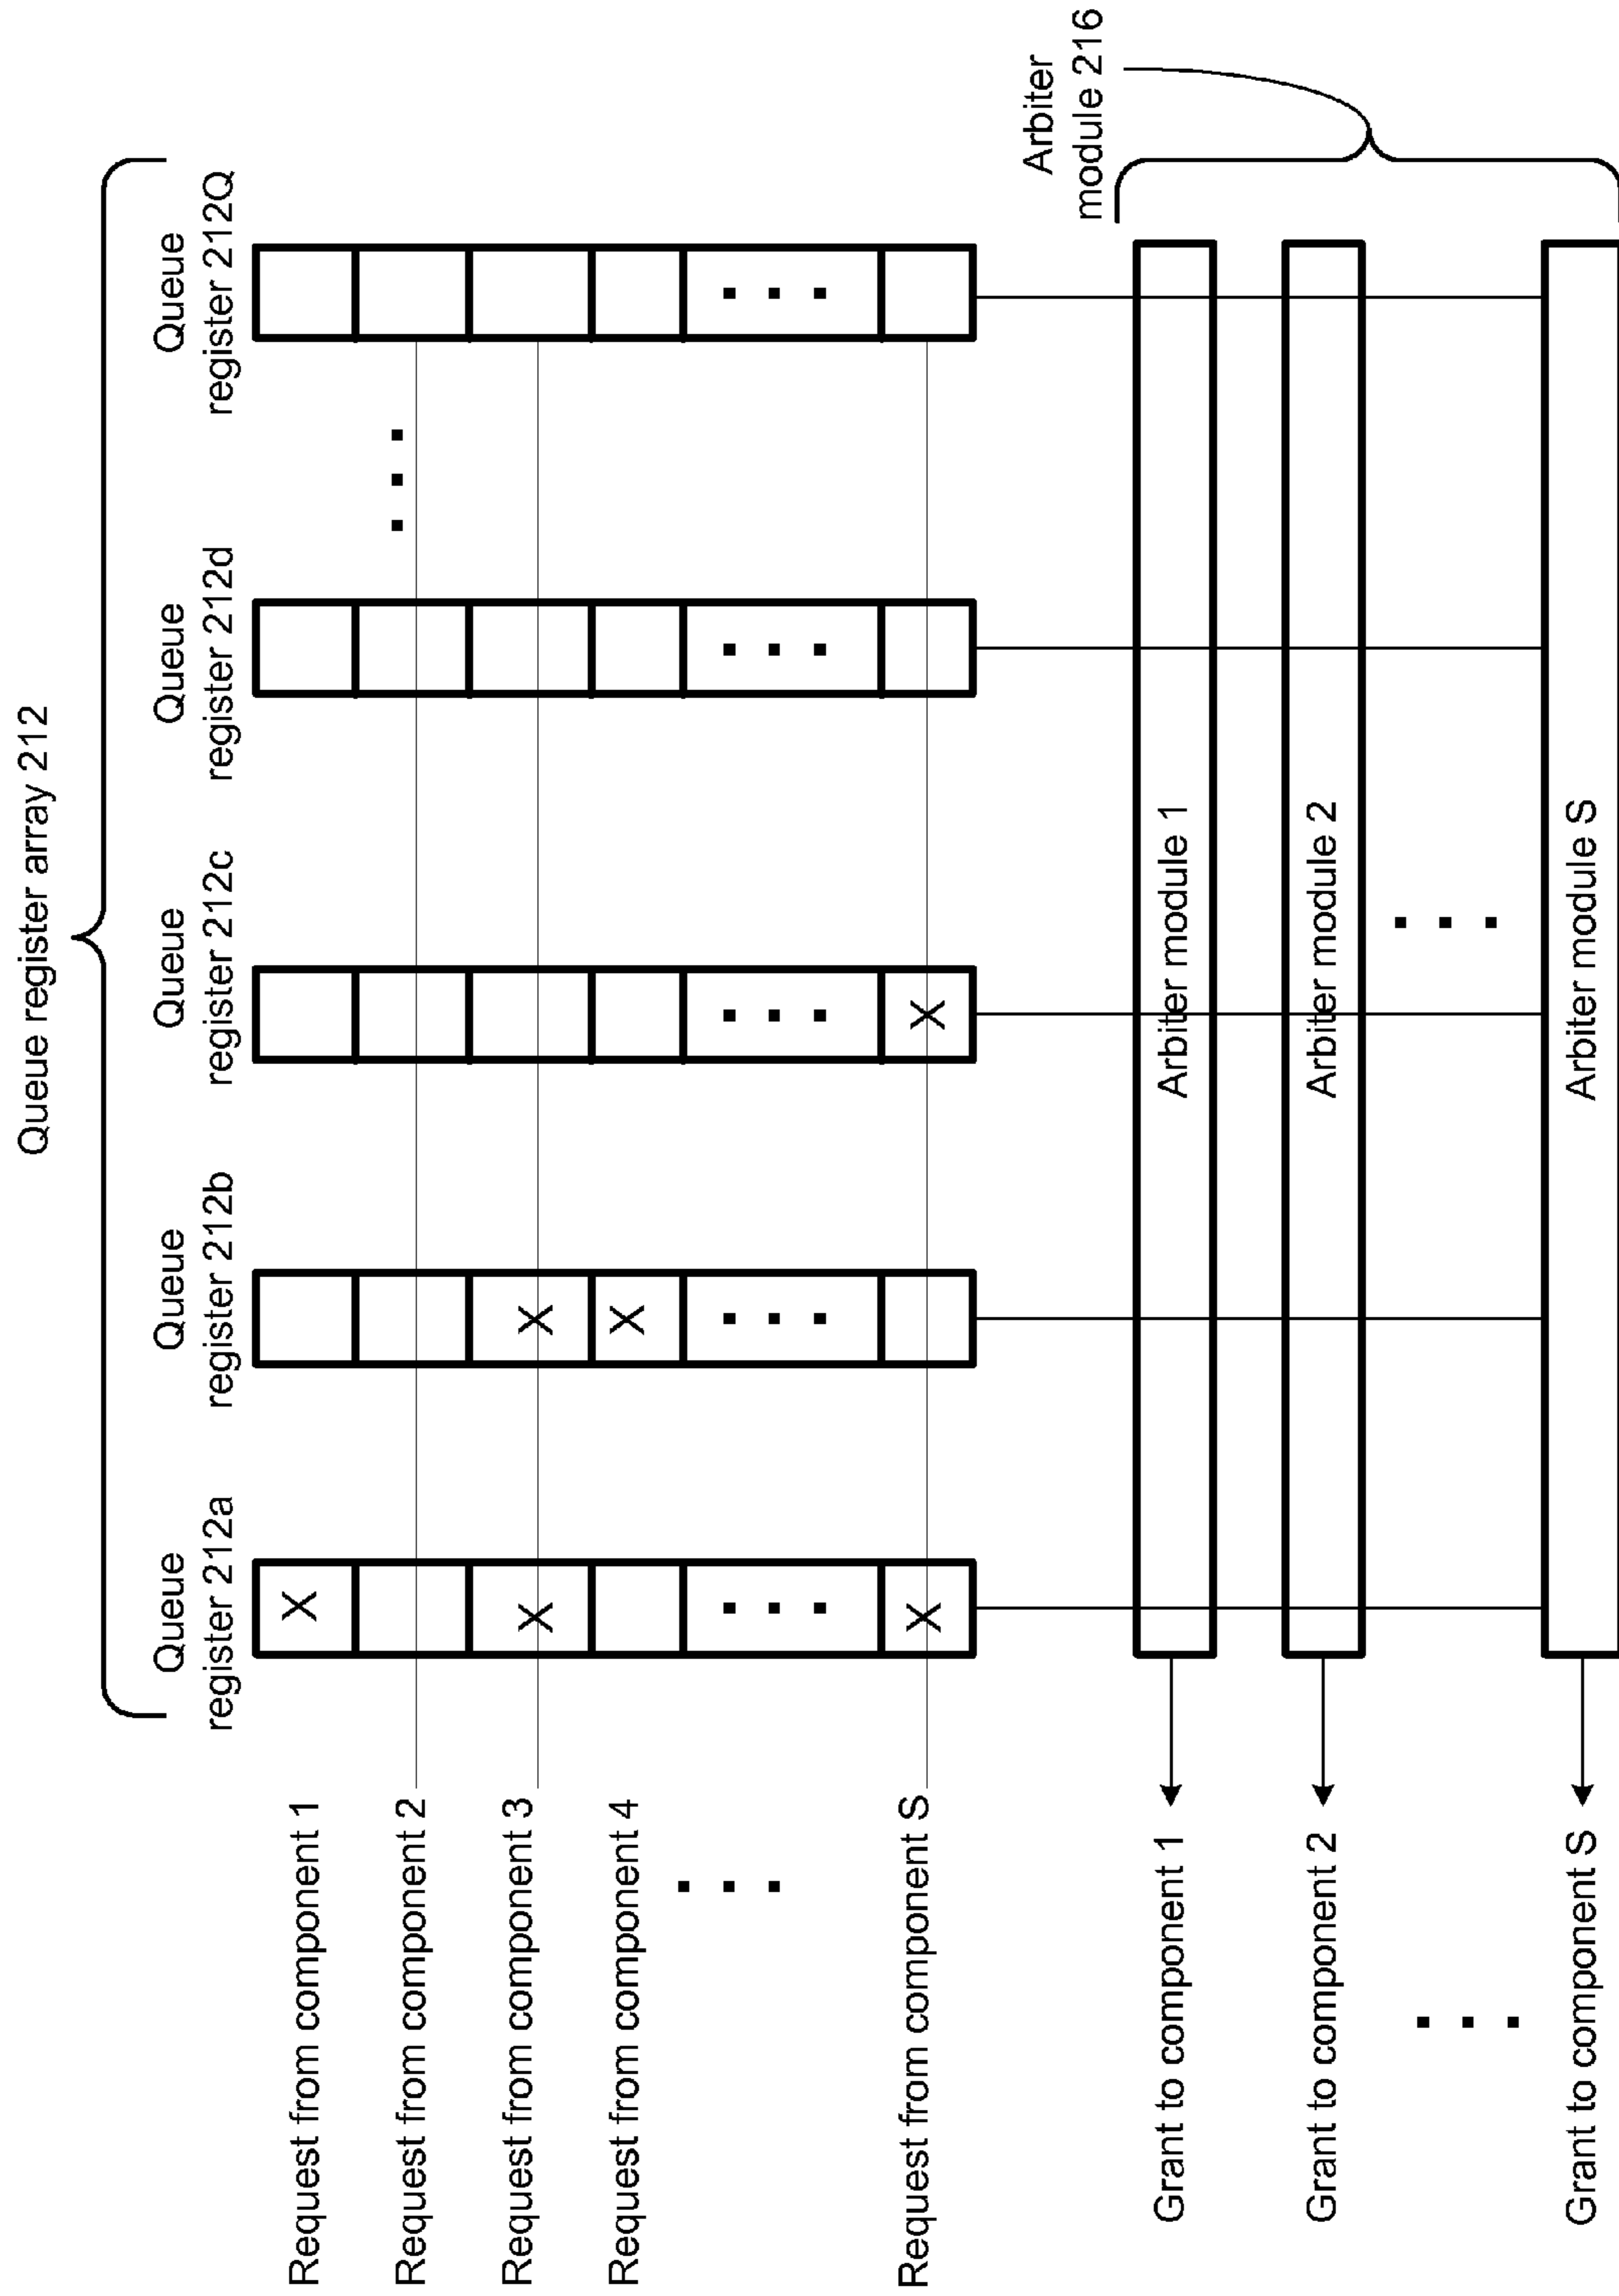 Queue register array 212
Queue
register 212a
Queue
register 212b
Queue
register 212c
Queue
register 212d
Queue
register 212Q
Request from component 1
X
Request from component 2
Request from component 3
X
X
Request from component 4
X
Request from component S
X
X
Arbiter
module 216
Grant to component 1
Arbiter module 1
Grant to component 2
Arbiter module 2
Grant to component S
Arbiter module S